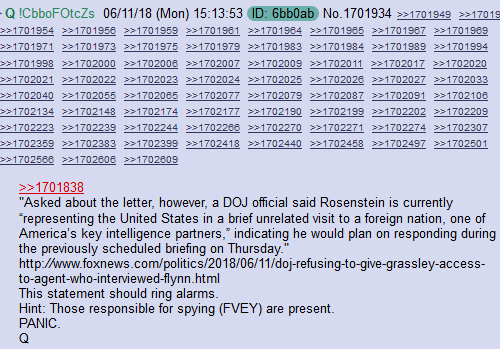 Q !CbboFOtcZs 06/11/18 (Mon) 15:13:53 ID: 6bb0ab No.1701934 >>1701949
>>1701954 >>1701956 >>1701959 >>1701961 >>1701964 >>1701965 >>1701967 >>1701969
>>1701971 >>1701973 >>1701975 >>1701979 >>1701983 >>1701984 >>1701989 >>1701994
>>1701998 >>1702000 >>1702006 >>1702007 >>1702009 >>1702011 >>1702017 >>1702020
>>1702021 >>1702022 >>1702023 >>1702024 >>1702025 >>1702026 >>1702027 >>1702033
>>1702040 >>1702055 >>1702065 >>1702077 >>1702079 >>1702087 >>1702091 >>1702106
>>1702134 >>1702148 >>1702174 >>1702177 >>1702190 >>1702199 >>1702202 >>1702210
>>1702223 >>1702239 >>1702244 >>1702266 >>1702270 >>1702271 >>1702274 >>1702307
>>1702359 >>1702383 >>1702399 >>1702418 >>1702440 >>1702458 >>1702497 >>1702501
>>1702566 >>1702606 >>1702609
>>1701838
"Asked about the letter, however, a DOJ official said Rosenstein is currently
“representing the United States in a brief unrelated visit to a foreign nation, one of
America’s key intelligence partners,” indicating he would plan on responding during
the previously scheduled briefing on Thursday."
http://www.foxnews.com/politics/2018/06/11/doj-refusing-to-give-grassley-access-
to-agent-who-interviewed-flynn.html
This statement should ring alarms.
Hint: Those responsible for spying (FVEY) are present.
PANIC.
Q